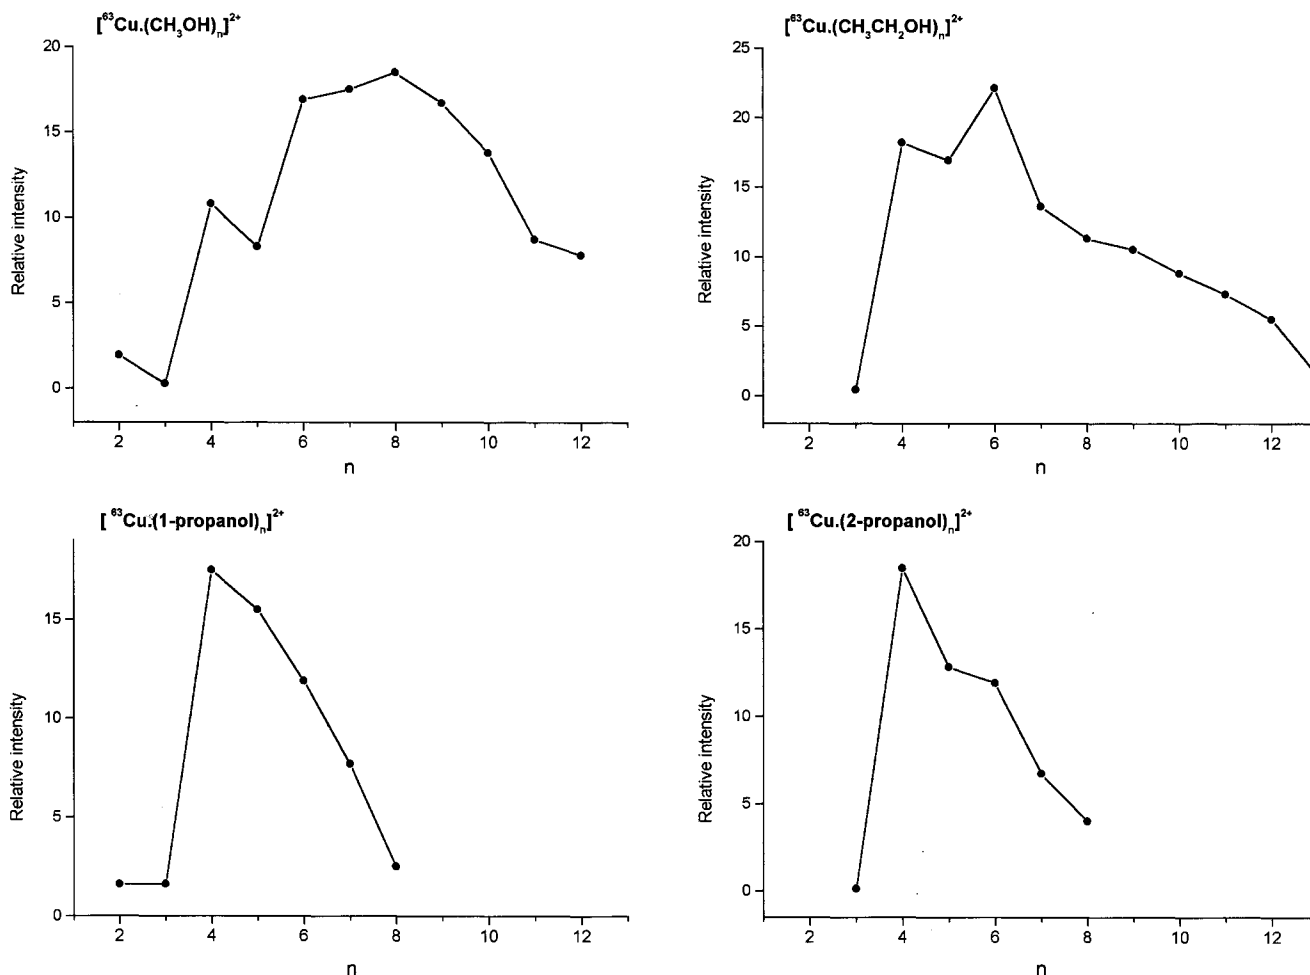 [⁶³Cu.(CH₃OH)ₙ]²⁺
20
15
10
5
0
Relative intensity
2 4 6 8 10 12
n
[⁶³Cu.(CH₃CH₂OH)ₙ]²⁺
25
20
15
10
5
0
Relative intensity
2 4 6 8 10 12
n
[ ⁶³Cu.(1-propanol)ₙ]²⁺
15
10
5
0
Relative intensity
2 4 6 8 10 12
n
[ ⁶³Cu.(2-propanol)ₙ]²⁺
20
15
10
5
0
Relative intensity
2 4 6 8 10 12
n